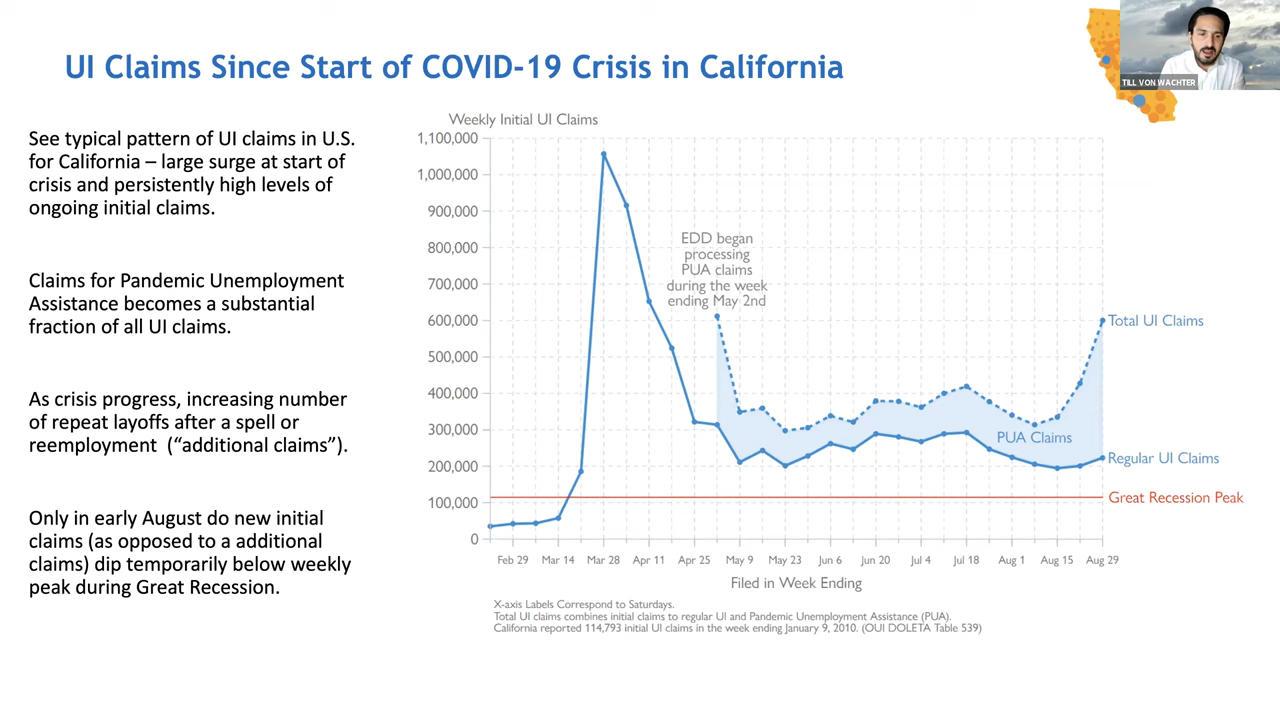 UI Claims Since Start of COVID-19 Crisis in California
TILL VON WACHTER
See typical pattern of UI claims in U.S.
for California – large surge at start of
crisis and persistently high levels of
ongoing initial claims.
Claims for Pandemic Unemployment
Assistance becomes a substantial
fraction of all UI claims.
As crisis progress, increasing number
of repeat layoffs after a spell or
reemployment (“additional claims”).
Only in early August do new initial
claims (as opposed to a additional
claims) dip temporarily below weekly
peak during Great Recession.
Weekly Initial UI Claims
1,100,000
1,000,000
900,000
800,000
700,000
600,000
500,000
400,000
300,000
200,000
100,000
0
EDD began
processing
PUA claims
during the week
ending May 2nd
Total UI Claims
PUA Claims
Regular UI Claims
Great Recession Peak
Feb 29 Mar 14 Mar 28 Apr 11 Apr 25 May 9 May 23 Jun 6 Jun 20 Jul 4 Jul 18 Aug 1 Aug 15 Aug 29
Filed in Week Ending
X-axis Labels Correspond to Saturdays.
Total UI claims combines initial claims to regular UI and Pandemic Unemployment Assistance (PUA).
California reported 114,793 initial UI claims in the week ending January 9, 2010. (OUI DOLETA Table 539)